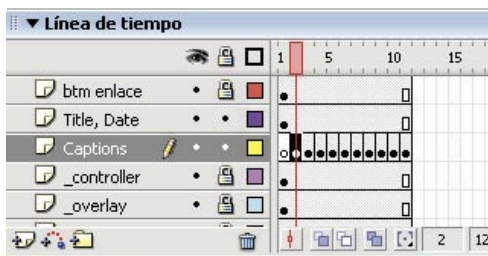 Línea de tiempo
1 5 10 15
btm enlace
Title, Date
Captions
_controller
_overlay
2 12